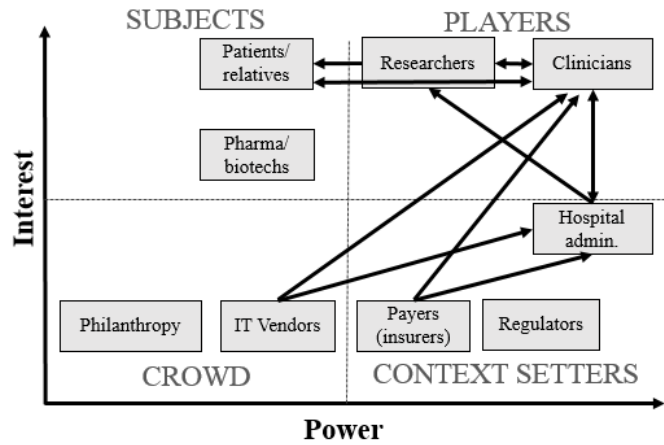 SUBJECTS
PLAYERS
Patients/
relatives
Researchers
Clinicians
Pharma/
biotechs
Interest
Hospital
admin.
Philanthropy
IT Vendors
Payers
(insurers)
Regulators
CROWD
CONTEXT SETTERS
Power